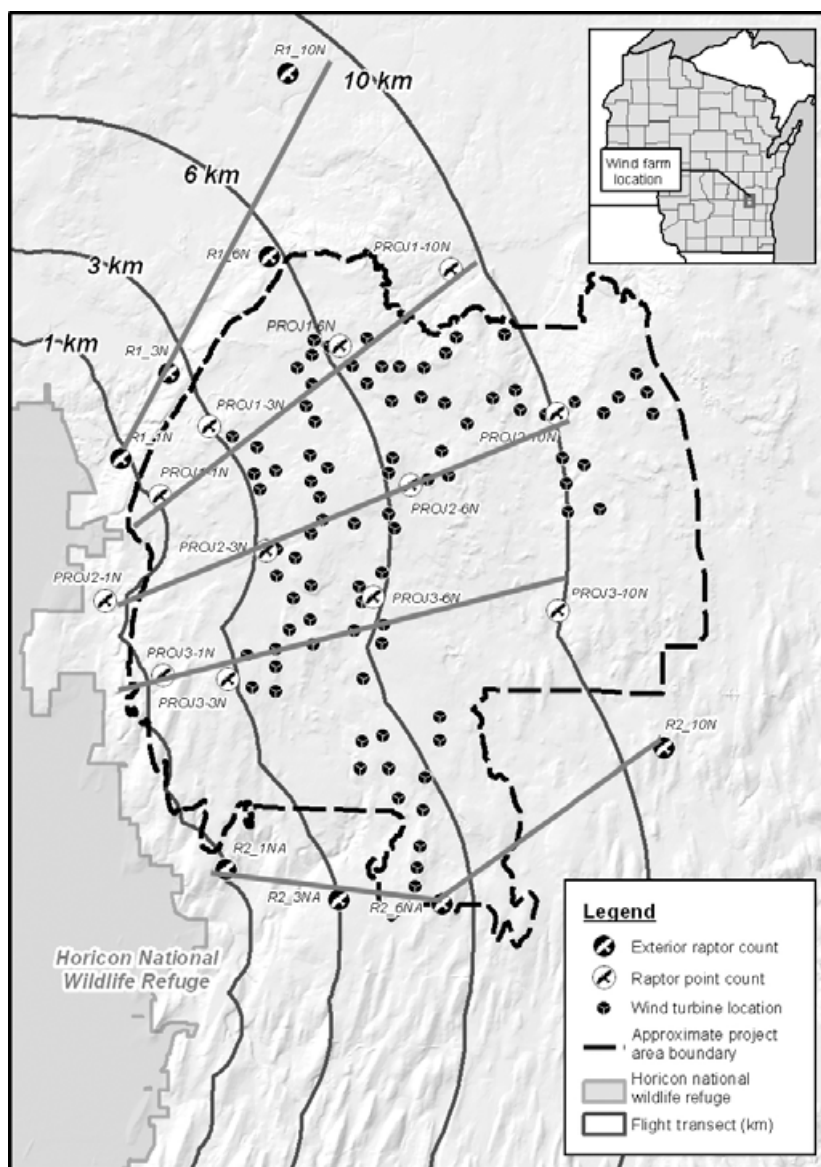 R1_10N
10 km
Wind farm
location
6 km
R1_6N
PROJ1-10N
3 km
PROJ1-6N
1 km
R1_3N
PROJ1-3N
R1_1N
PROJ2-10N
PROJ1-1N
PROJ2-6N
PROJ2-3N
PROJ2-1N
PROJ3-6N
PROJ3-10N
PROJ3-1N
PROJ3-3N
R2_10N
R2_1NA
R2_3NA
R2_6NA
Horicon National
Wildlife Refuge
Legend
Exterior raptor count
Raptor point count
Wind turbine location
Approximate project
area boundary
Horicon national
wildlife refuge
Flight transect (km)